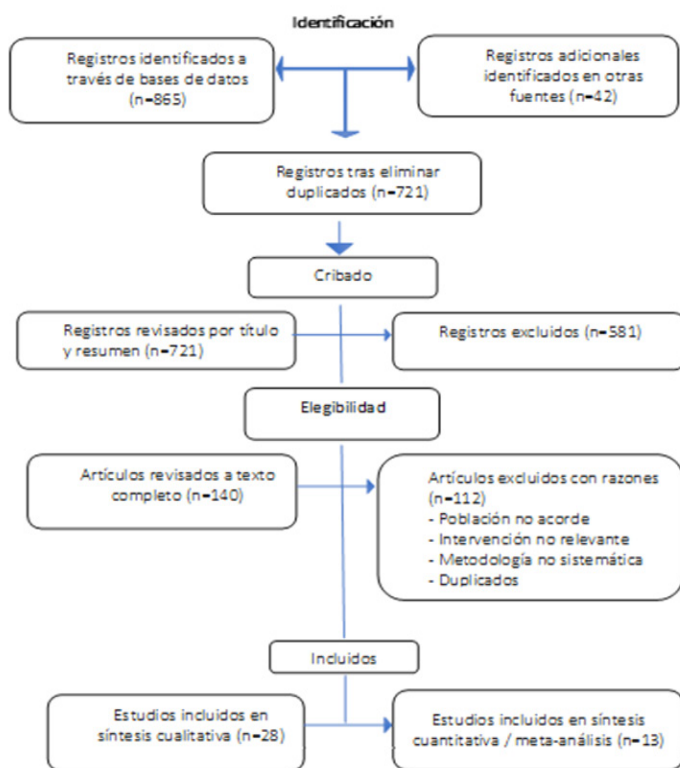 Identificación
Registros identificados a
través de bases de datos
(n=865)
Registros adicionales
identificados en otras
fuentes (n=42)
Registros tras eliminar
duplicados (n=721)
Cribado
Registros revisados por título
y resumen (n=721)
Registros excluidos (n=581)
Elegibilidad
Artículos revisados a texto
completo (n=140)
Artículos excluidos con razones
(n=112)
- Población no acorde
- Intervención no relevante
- Metodología no sistemática
- Duplicados
Incluidos
Estudios incluidos en
síntesis cualitativa (n=28)
Estudios incluidos en síntesis
cuantitativa / meta-análisis (n=13)